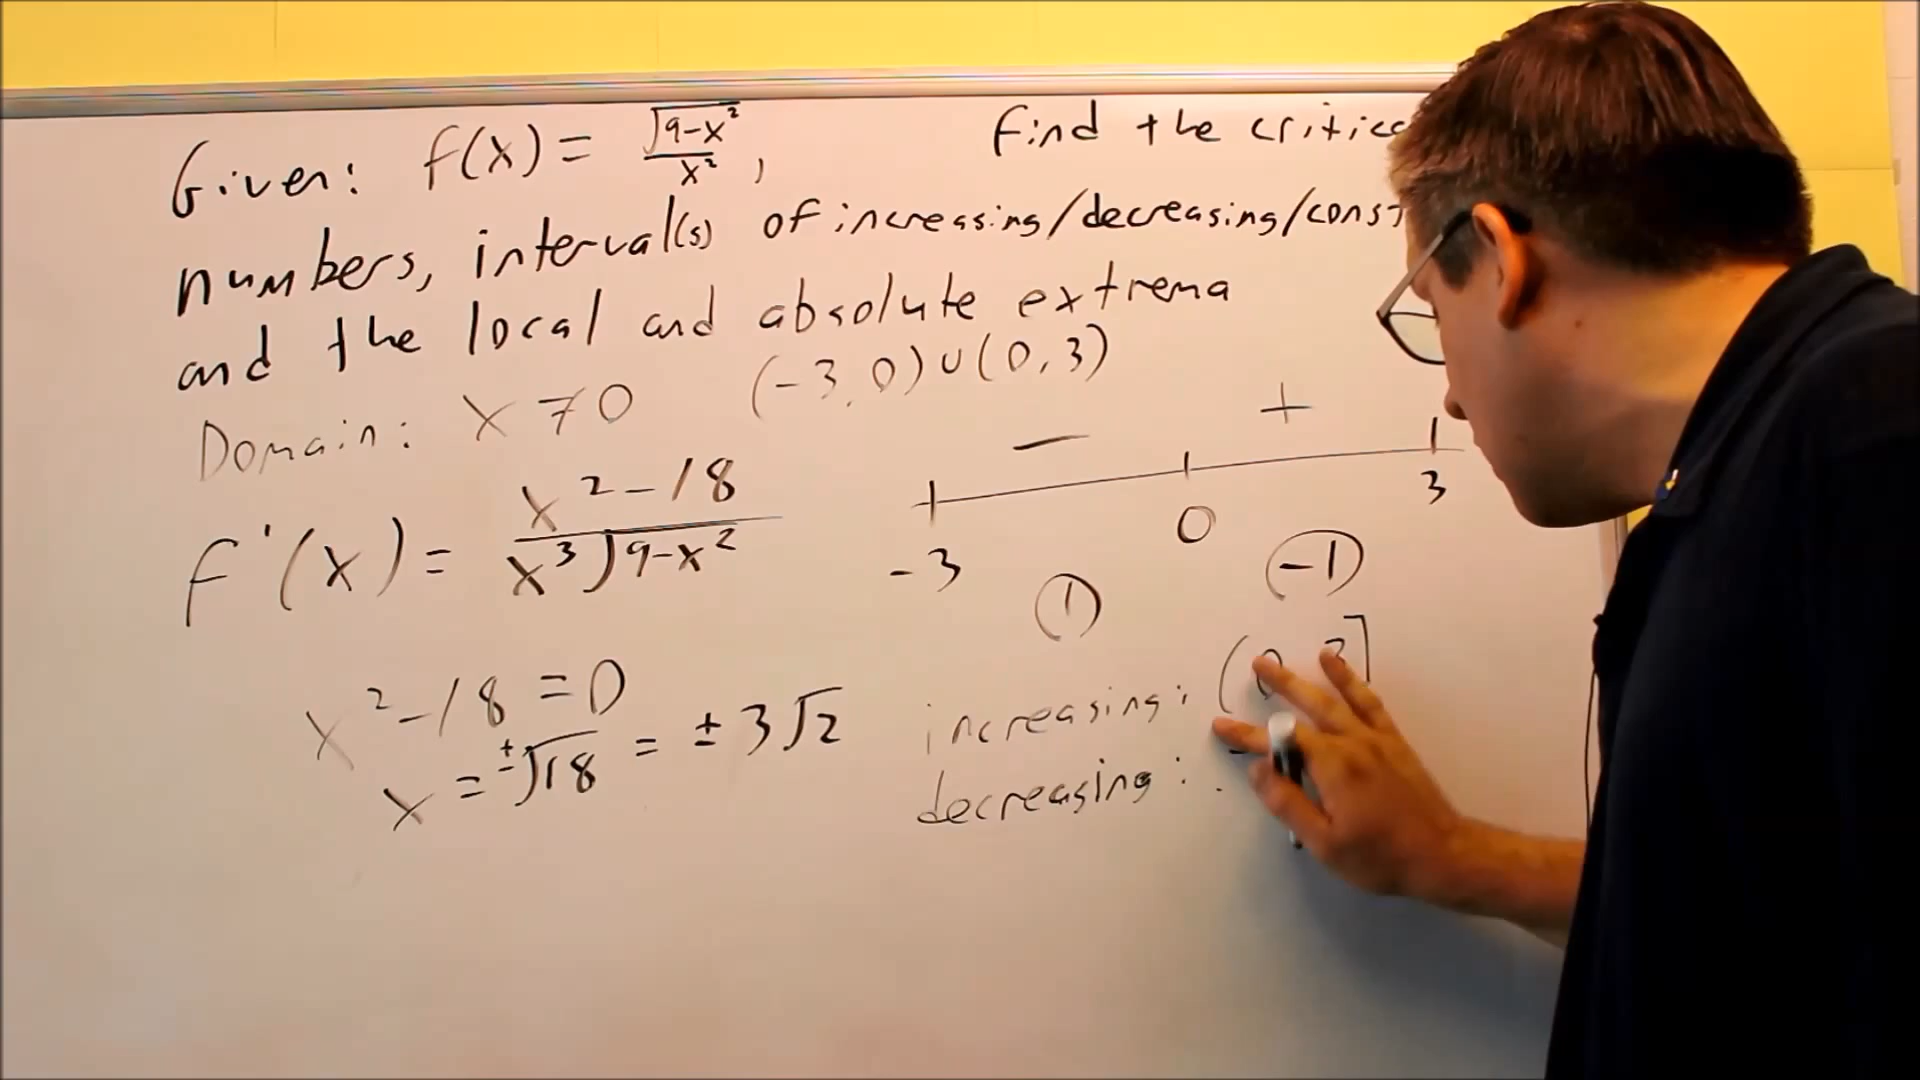 Given: f(x) = √(9-x²)/x², Find the critic
numbers, interval(s) of increasing/decreasing/const
and the local and absolute extrema
Domain: x ≠ 0 (-3,0)∪(0,3)
— +
-3 0 3
f'(x) = (x²-18)/(x³√(9-x²))
1 -1
x²-18 = 0
x = ±√18 = ±3√2
increasing: (0,3]
decreasing: